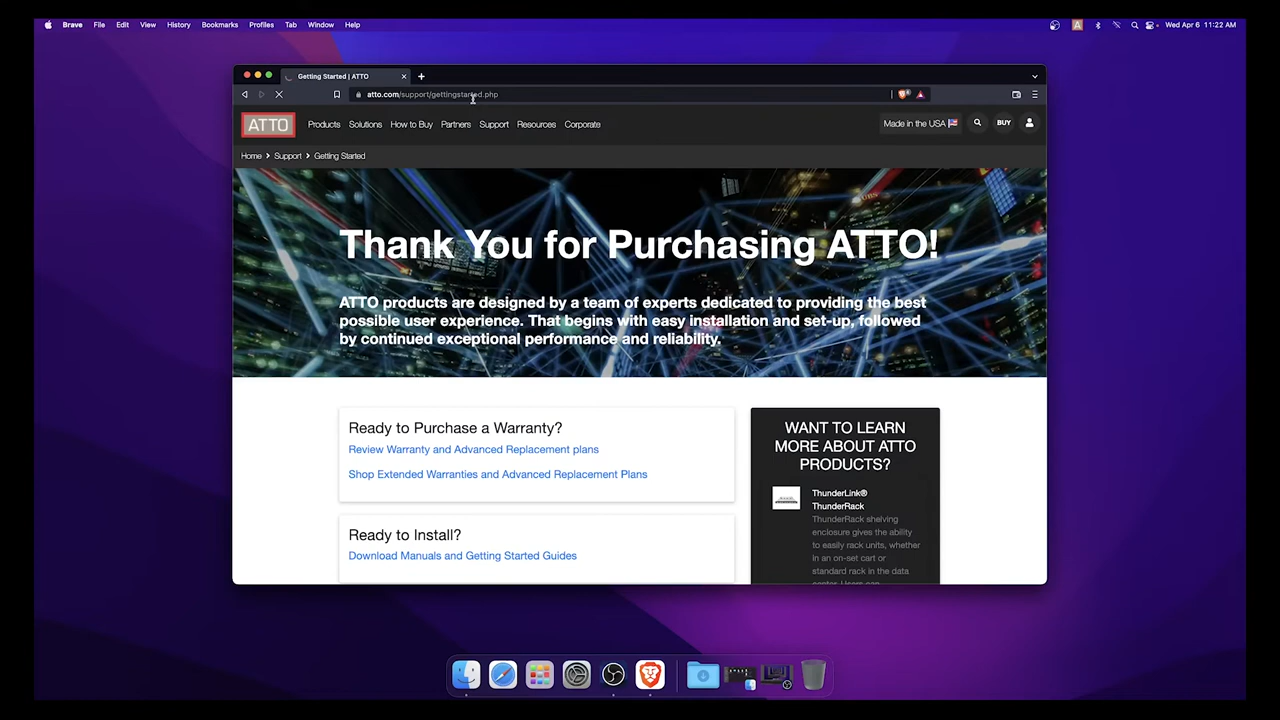 Brave File Edit View History Bookmarks Profiles Tab Window Help
A
Wed Apr 6 11:22 AM
Getting Started | ATTO
atto.com/support/gettingstarted.php
ATTO Products Solutions How to Buy Partners Support Resources Corporate
Made in the USA
BUY
Home > Support > Getting Started
Thank You for Purchasing ATTO!
ATTO products are designed by a team of experts dedicated to providing the best
possible user experience. That begins with easy installation and set-up, followed
by continued exceptional performance and reliability.
Ready to Purchase a Warranty?
Review Warranty and Advanced Replacement plans
Shop Extended Warranties and Advanced Replacement Plans
Ready to Install?
Download Manuals and Getting Started Guides
WANT TO LEARN
MORE ABOUT ATTO
PRODUCTS?
ThunderLink®
ThunderRack
ThunderRack shelving
enclosure gives the ability
to easily rack units, whether
in an on-set cart or
standard rack in the data
center. Users can